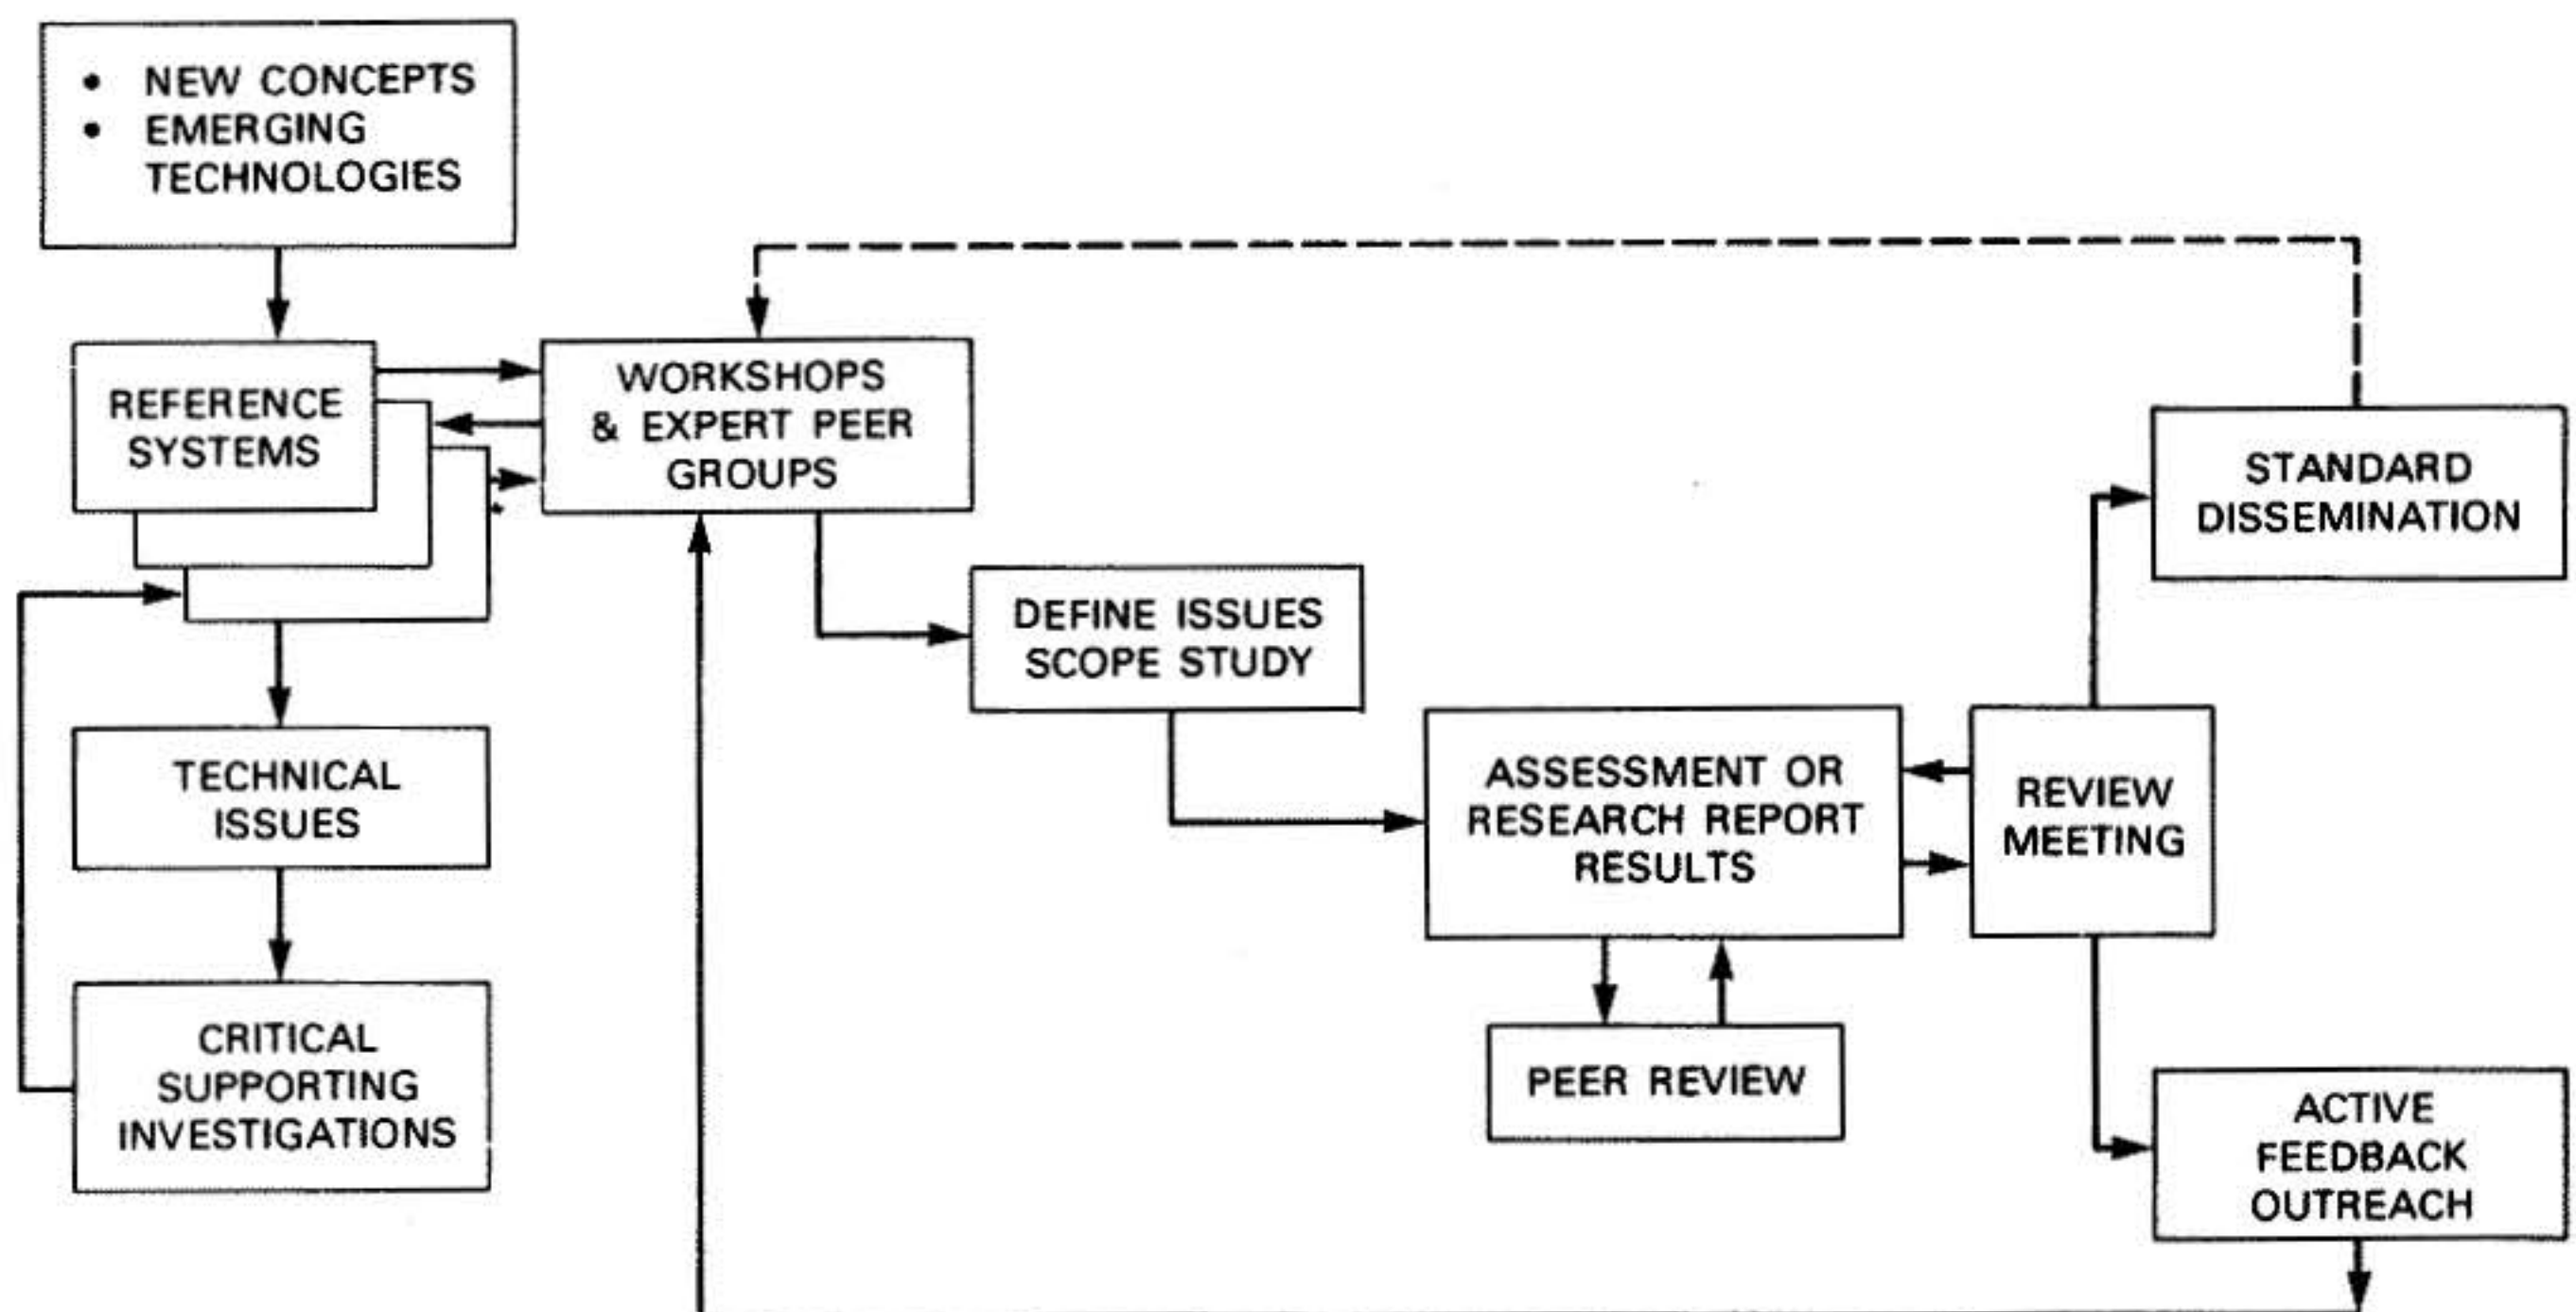 • NEW CONCEPTS
• EMERGING
TECHNOLOGIES
REFERENCE
SYSTEMS
WORKSHOPS
& EXPERT PEER
GROUPS
STANDARD
DISSEMINATION
DEFINE ISSUES
SCOPE STUDY
TECHNICAL
ISSUES
ASSESSMENT OR
RESEARCH REPORT
RESULTS
REVIEW
MEETING
CRITICAL
SUPPORTING
INVESTIGATIONS
PEER REVIEW
ACTIVE
FEEDBACK
OUTREACH